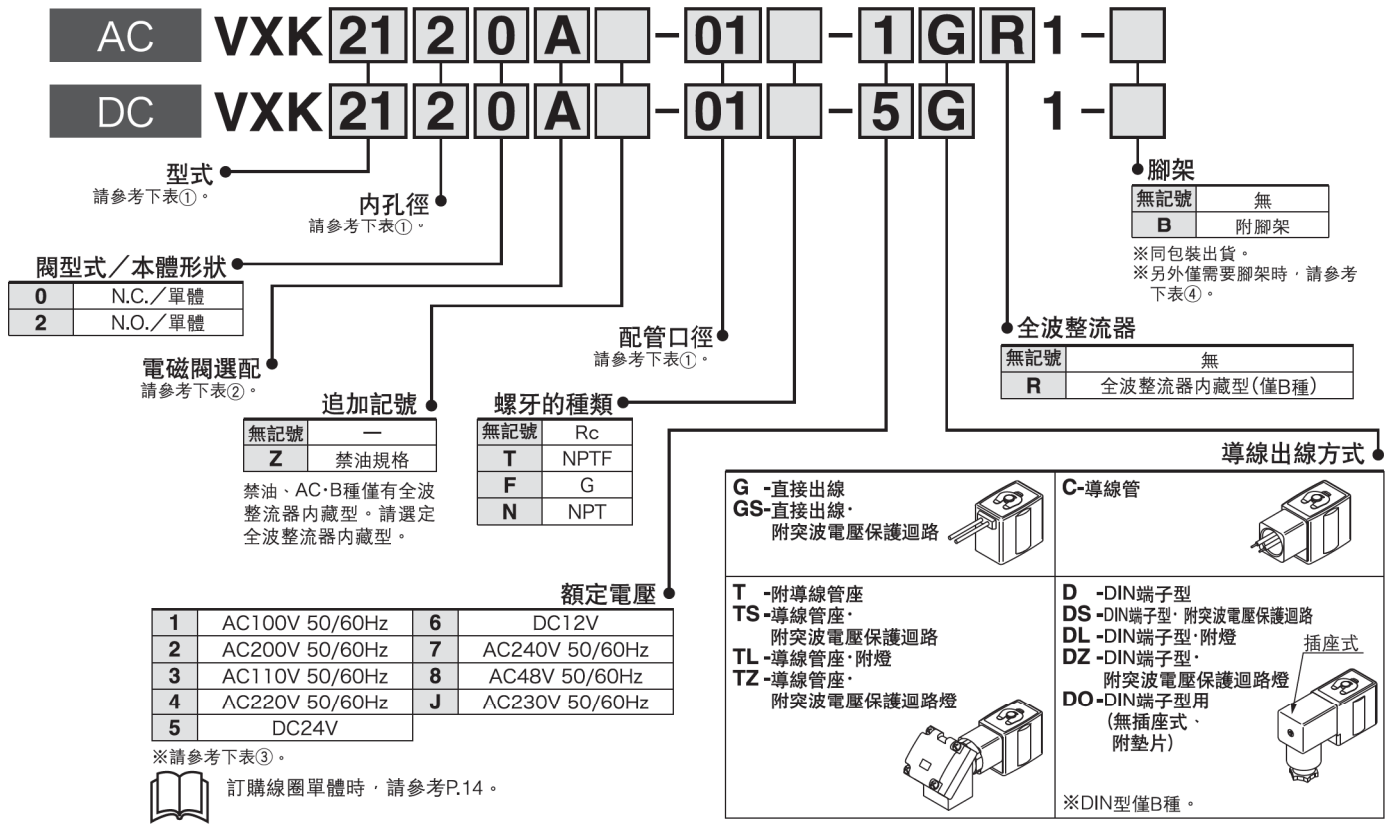 AC VXK 21 2 0 A - 01 - 1 G R 1 -
DC VXK 21 2 0 A - 01 - 5 G 1 -
型式
請參考下表①。
內孔徑
請參考下表①。
閥型式／本體形狀
0 N.C.／單體
2 N.O.／單體
電磁閥選配
請參考下表②。
追加記號
無記號 —
Z 禁油規格
禁油、AC･B種僅有全波
整流器內藏型。請選定
全波整流器內藏型。
配管口徑
請參考下表①。
螺牙的種類
無記號 Rc
T NPTF
F G
N NPT
腳架
無記號 無
B 附腳架
※同包裝出貨。
※另外僅需要腳架時，請參考
下表④。
全波整流器
無記號 無
R 全波整流器內藏型(僅B種)
額定電壓
1 AC100V 50/60Hz 6 DC12V
2 AC200V 50/60Hz 7 AC240V 50/60Hz
3 AC110V 50/60Hz 8 AC48V 50/60Hz
4 AC220V 50/60Hz J AC230V 50/60Hz
5 DC24V
※請參考下表③。
訂購線圈單體時，請參考P.14。
導線出線方式
G -直接出線
GS-直接出線･
附突波電壓保護迴路
C-導線管
T -附導線管座
TS-導線管座･
附突波電壓保護迴路
TL-導線管座･附燈
TZ-導線管座･
附突波電壓保護迴路燈
D -DIN端子型
DS-DIN端子型･附突波電壓保護迴路
DL-DIN端子型･附燈
DZ-DIN端子型･
附突波電壓保護迴路燈
DO-DIN端子型用
(無插座式、
附墊片)
插座式
※DIN型僅B種。